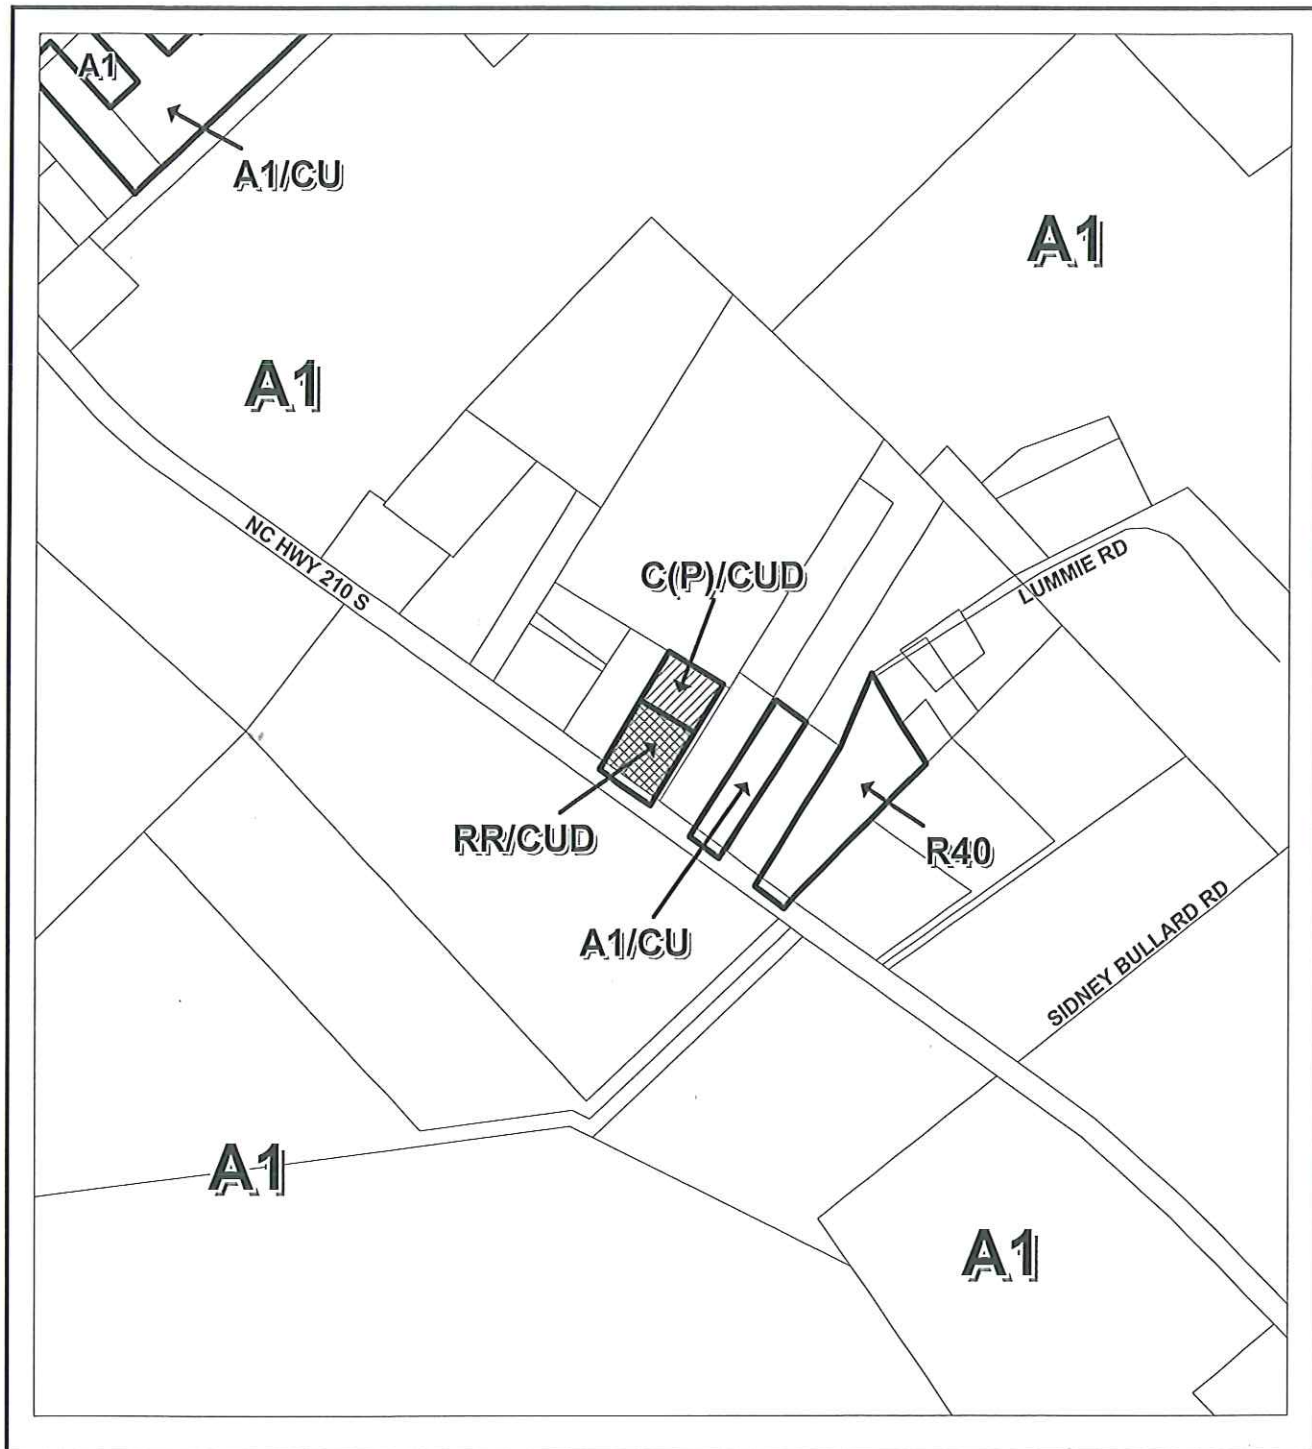 A1
A1/CU
A1
A1
NC HWY 210 S
C(P)/CUD
LUMMIE RD
RR/CUD
R40
A1/CU
SIDNEY BULLARD RD
A1
A1